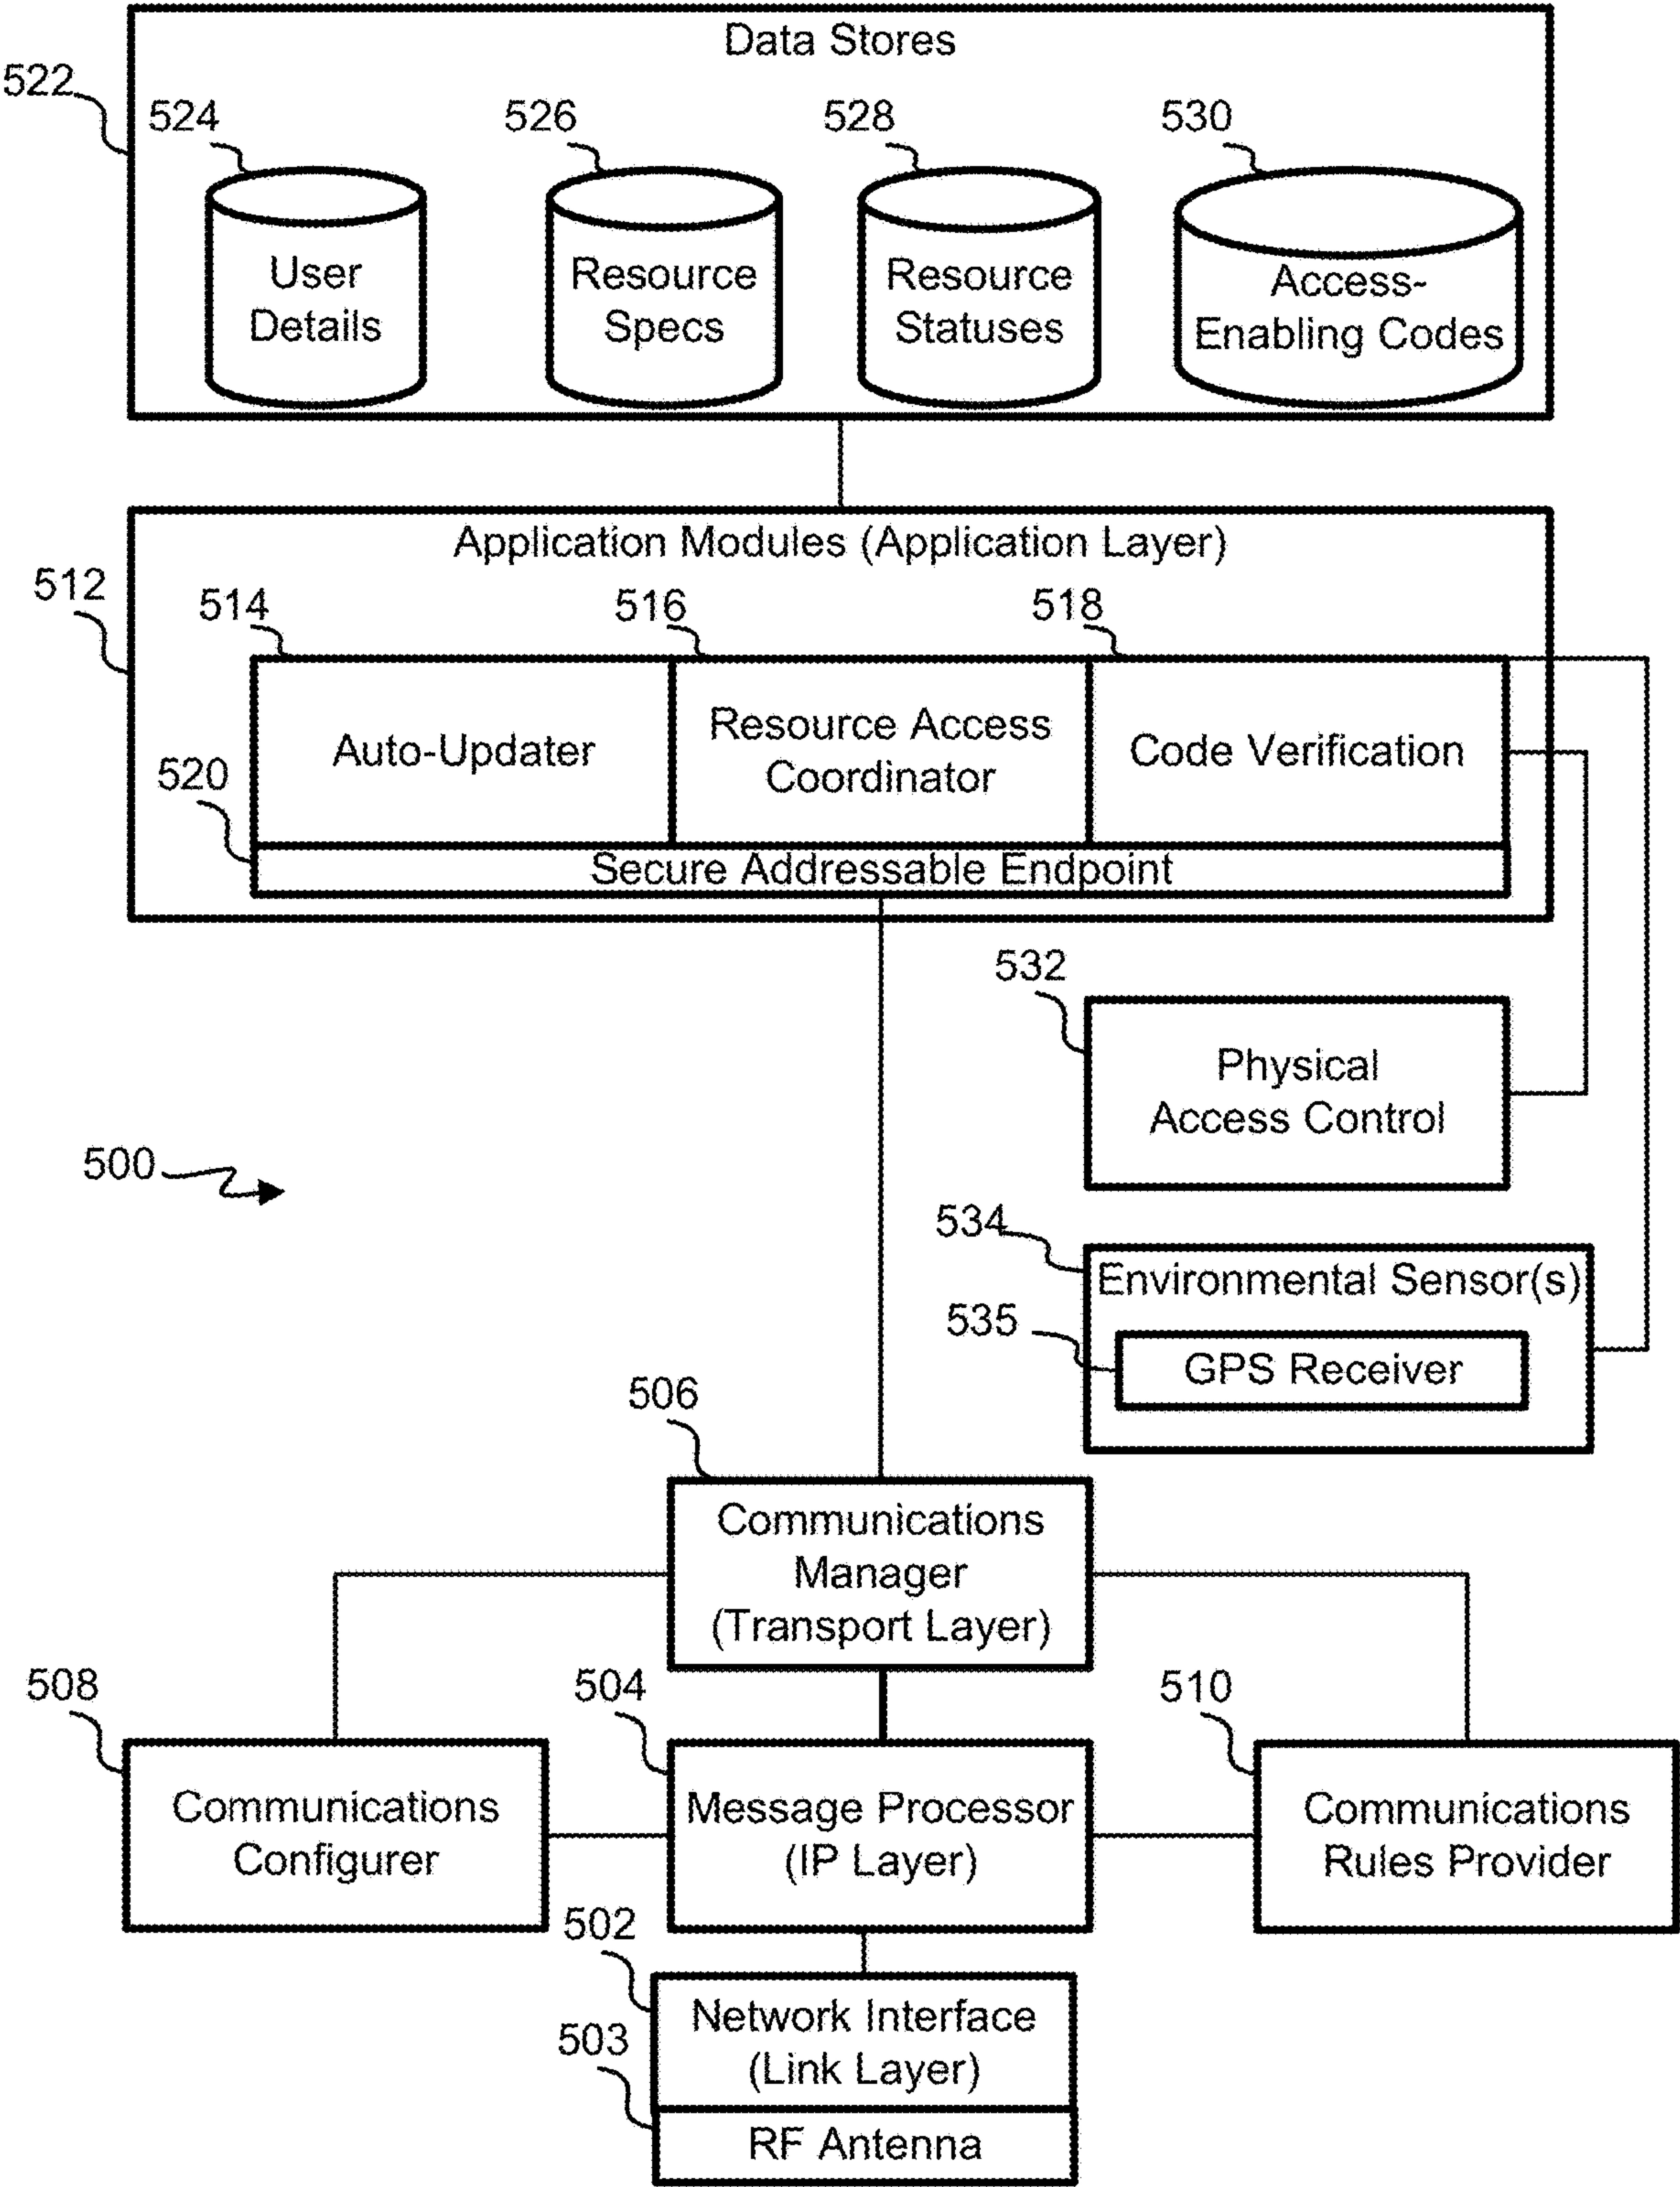 Data Stores
522
524
526
528
530
User
Details
Resource
Specs
Resource
Statuses
Access-
Enabling Codes
Application Modules (Application Layer)
512
514
516
518
Auto-Updater
Resource Access
Coordinator
Code Verification
520
Secure Addressable Endpoint
532
Physical
Access Control
500
534
Environmental Sensor(s)
535
GPS Receiver
506
Communications
Manager
(Transport Layer)
508
504
510
Communications
Configurer
Message Processor
(IP Layer)
Communications
Rules Provider
502
Network Interface
(Link Layer)
503
RF Antenna